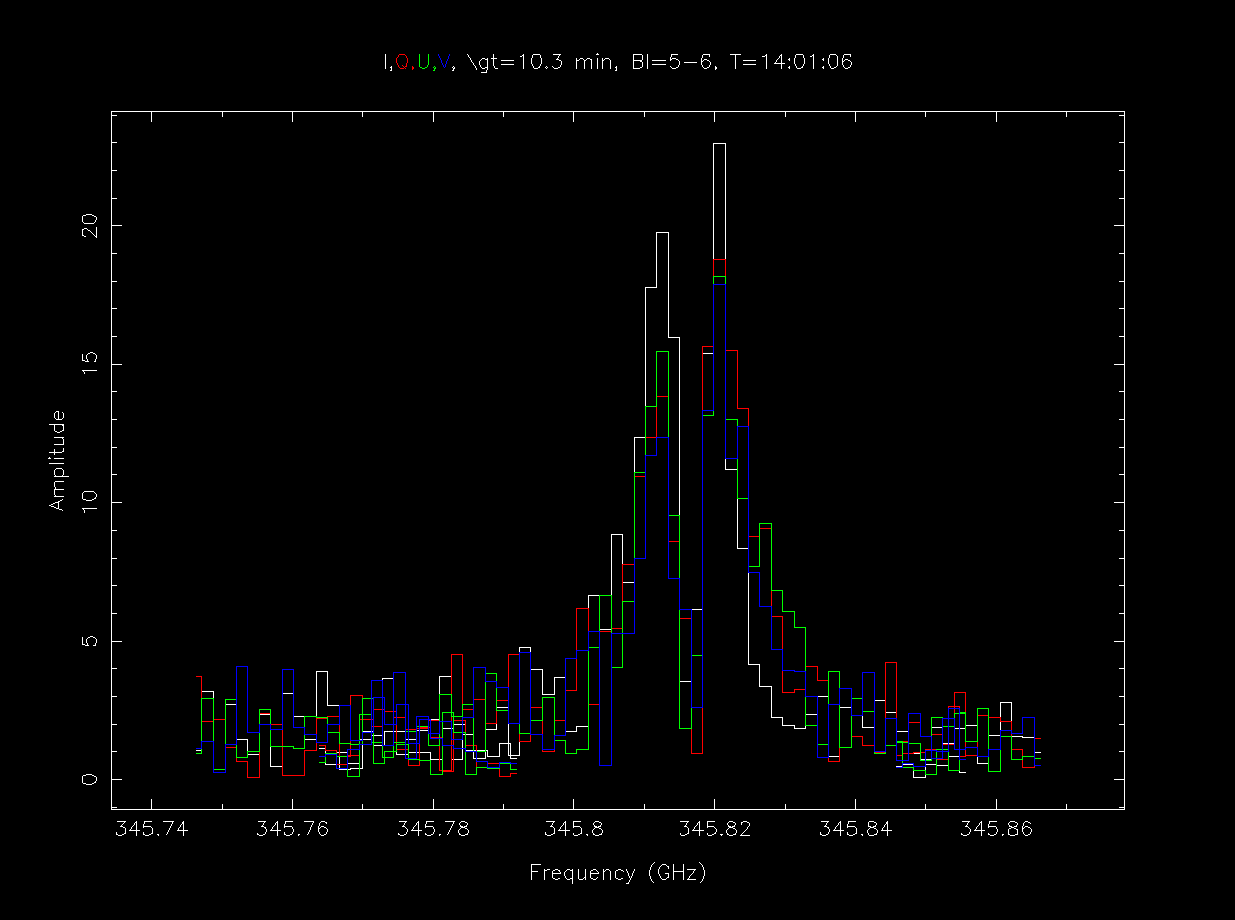 I,Q,U,V, \gt=10.3 min, Bl=5-6, T=14:01:06
20
15
10
5
0
Amplitude
345.74 345.76 345.78 345.8 345.82 345.84 345.86
Frequency (GHz)